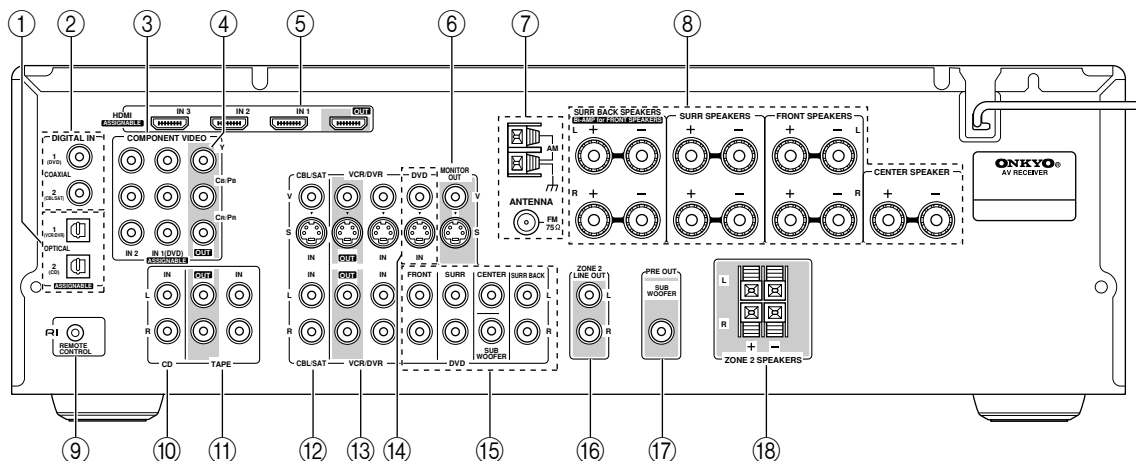 ① ② ③ ④ ⑤ ⑥ ⑦ ⑧
HDMI
ASSIGNABLE
IN 3 IN 2 IN 1 OUT
DIGITAL IN
1
(DVD)
COAXIAL
2
(CBL/SAT)
1
(VCR/DVR)
OPTICAL
2
(CD)
ASSIGNABLE
COMPONENT VIDEO
Y
CB/PB
CR/PR
IN 2 IN 1(DVD) OUT
ASSIGNABLE
CBL/SAT VCR/DVR DVD MONITOR
OUT
V V
S S
IN OUT IN IN
AM
ANTENNA
FM
75Ω
SURR BACK SPEAKERS SURR SPEAKERS FRONT SPEAKERS
BI-AMP for FRONT SPEAKERS
L + − + − + − L
R + − + − + − R
CENTER SPEAKER
+ −
ONKYO®
AV RECEIVER
IN OUT IN
L
R
CD TAPE
RI
REMOTE
CONTROL
IN OUT IN
L
R
CBL/SAT VCR/DVR
FRONT SURR CENTER SURR BACK
L
R
SUB
WOOFER
DVD
ZONE 2
LINE OUT
L
R
PRE OUT
SUB
WOOFER
L
R
+ −
ZONE 2 SPEAKERS
⑨ ⑩ ⑪ ⑫ ⑬ ⑭ ⑮ ⑯ ⑰ ⑱